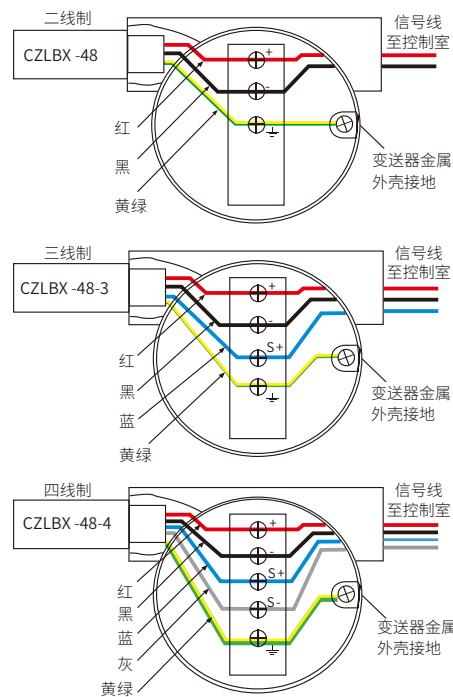 二线制
信号线
至控制室
CZLBX -48
+
-
⏚
红
黑
黄绿
变送器金属
外壳接地
三线制
信号线
至控制室
CZLBX -48-3
+
-
S+
⏚
红
黑
蓝
黄绿
变送器金属
外壳接地
四线制
信号线
至控制室
CZLBX -48-4
+
-
S+
S-
⏚
红
黑
蓝
灰
黄绿
变送器金属
外壳接地